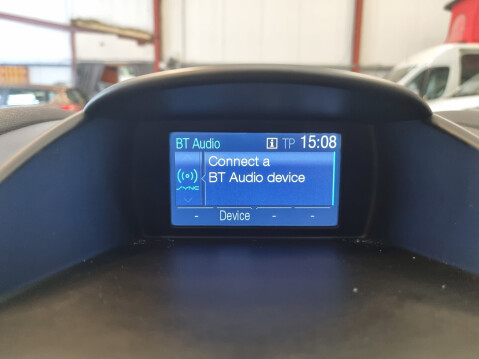 BT Audio i TP 15:08
Connect a
BT Audio device
SYNC
- Device - -